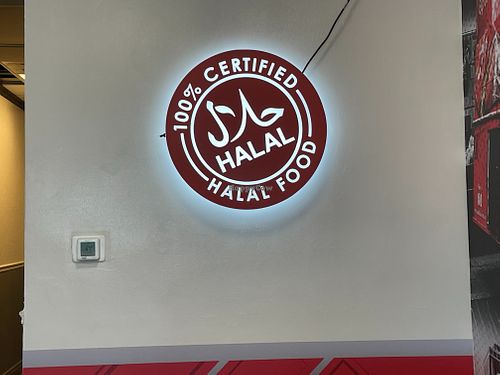 100% CERTIFIED
حلال
HALAL
HALAL FOOD